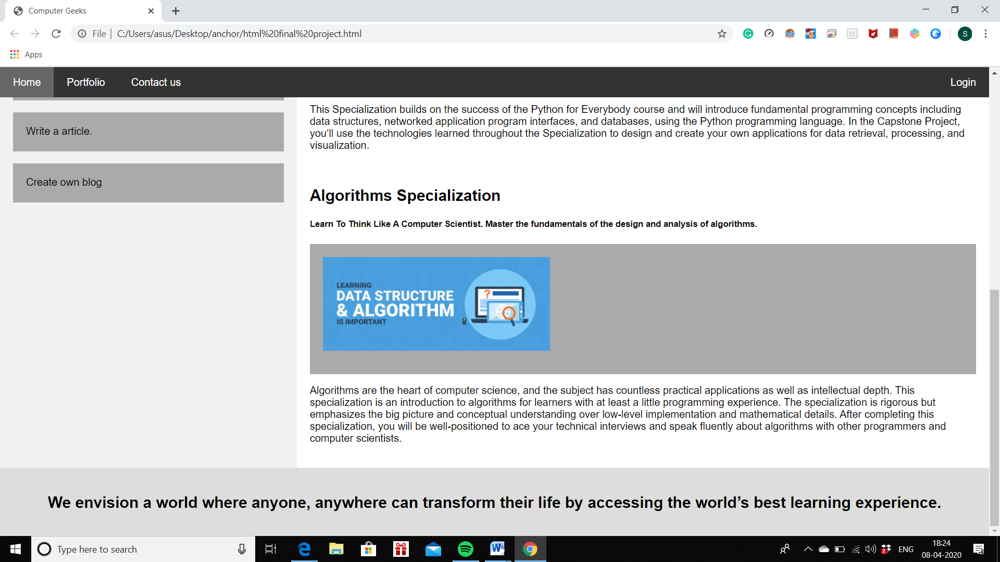 Computer Geeks
File
C:/Users/asus/Desktop/anchor/html%20final%20project.html
S
Apps
Home
Portfolio
Contact us
Login
Write a article.
Create own blog
This Specialization builds on the success of the Python for Everybody course and will introduce fundamental programming concepts including
data structures, networked application program interfaces, and databases, using the Python programming language. In the Capstone Project,
you’ll use the technologies learned throughout the Specialization to design and create your own applications for data retrieval, processing, and
visualization.
Algorithms Specialization
Learn To Think Like A Computer Scientist. Master the fundamentals of the design and analysis of algorithms.
LEARNING
DATA STRUCTURE
& ALGORITHM
IS IMPORTANT
?
Algorithms are the heart of computer science, and the subject has countless practical applications as well as intellectual depth. This
specialization is an introduction to algorithms for learners with at least a little programming experience. The specialization is rigorous but
emphasizes the big picture and conceptual understanding over low-level implementation and mathematical details. After completing this
specialization, you will be well-positioned to ace your technical interviews and speak fluently about algorithms with other programmers and
computer scientists.
We envision a world where anyone, anywhere can transform their life by accessing the world’s best learning experience.
Type here to search
W
2
ENG
18:24
08-04-2020